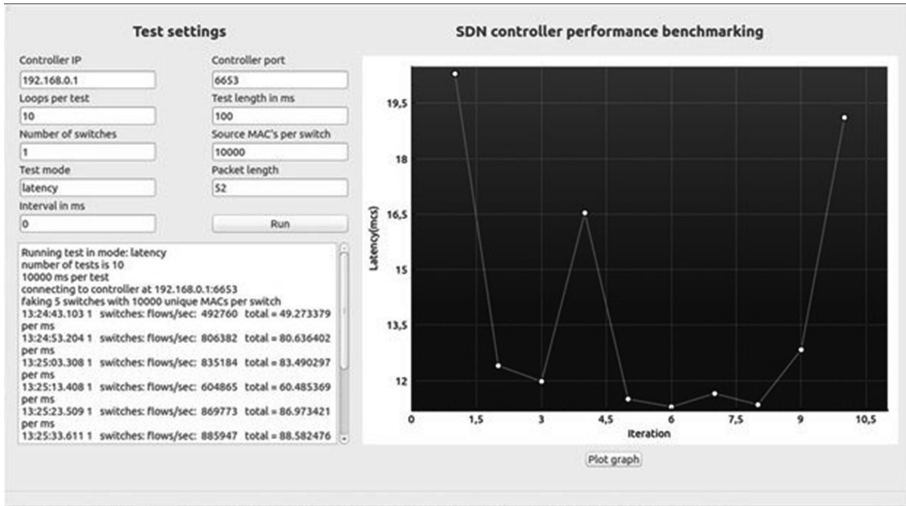 Test settings
Controller IP
Controller port
192.168.0.1
6653
Loops per test
Test length in ms
10
100
Number of switches
Source MAC's per switch
1
10000
Test mode
Packet length
latency
52
Interval in ms
0
Run
Running test in mode: latency
number of tests is 10
10000 ms per test
connecting to controller at 192.168.0.1:6653
faking 5 switches with 10000 unique MACs per switch
13:24:43.103 1 switches: flows/sec: 492760 total = 49.273379
per ms
13:24:53.204 1 switches: flows/sec: 806382 total = 80.636402
per ms
13:25:03.308 1 switches: flows/sec: 835184 total = 83.490297
per ms
13:25:13.408 1 switches: flows/sec: 604865 total = 60.485369
per ms
13:25:23.509 1 switches: flows/sec: 869773 total = 86.973421
per ms
13:25:33.611 1 switches: flows/sec: 885947 total = 88.582476
SDN controller performance benchmarking
Latency(mcs)
19,5
18
16,5
15
13,5
12
0 1,5 3 4,5 6 7,5 9 10,5
Iteration
Plot graph